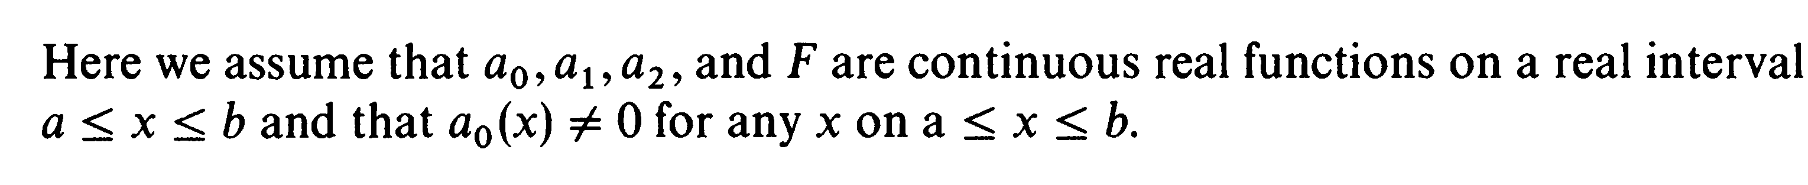 Here we assume that a₀, a₁, a₂, and F are continuous real functions on a real interval
a ≤ x ≤ b and that a₀(x) ≠ 0 for any x on a ≤ x ≤ b.